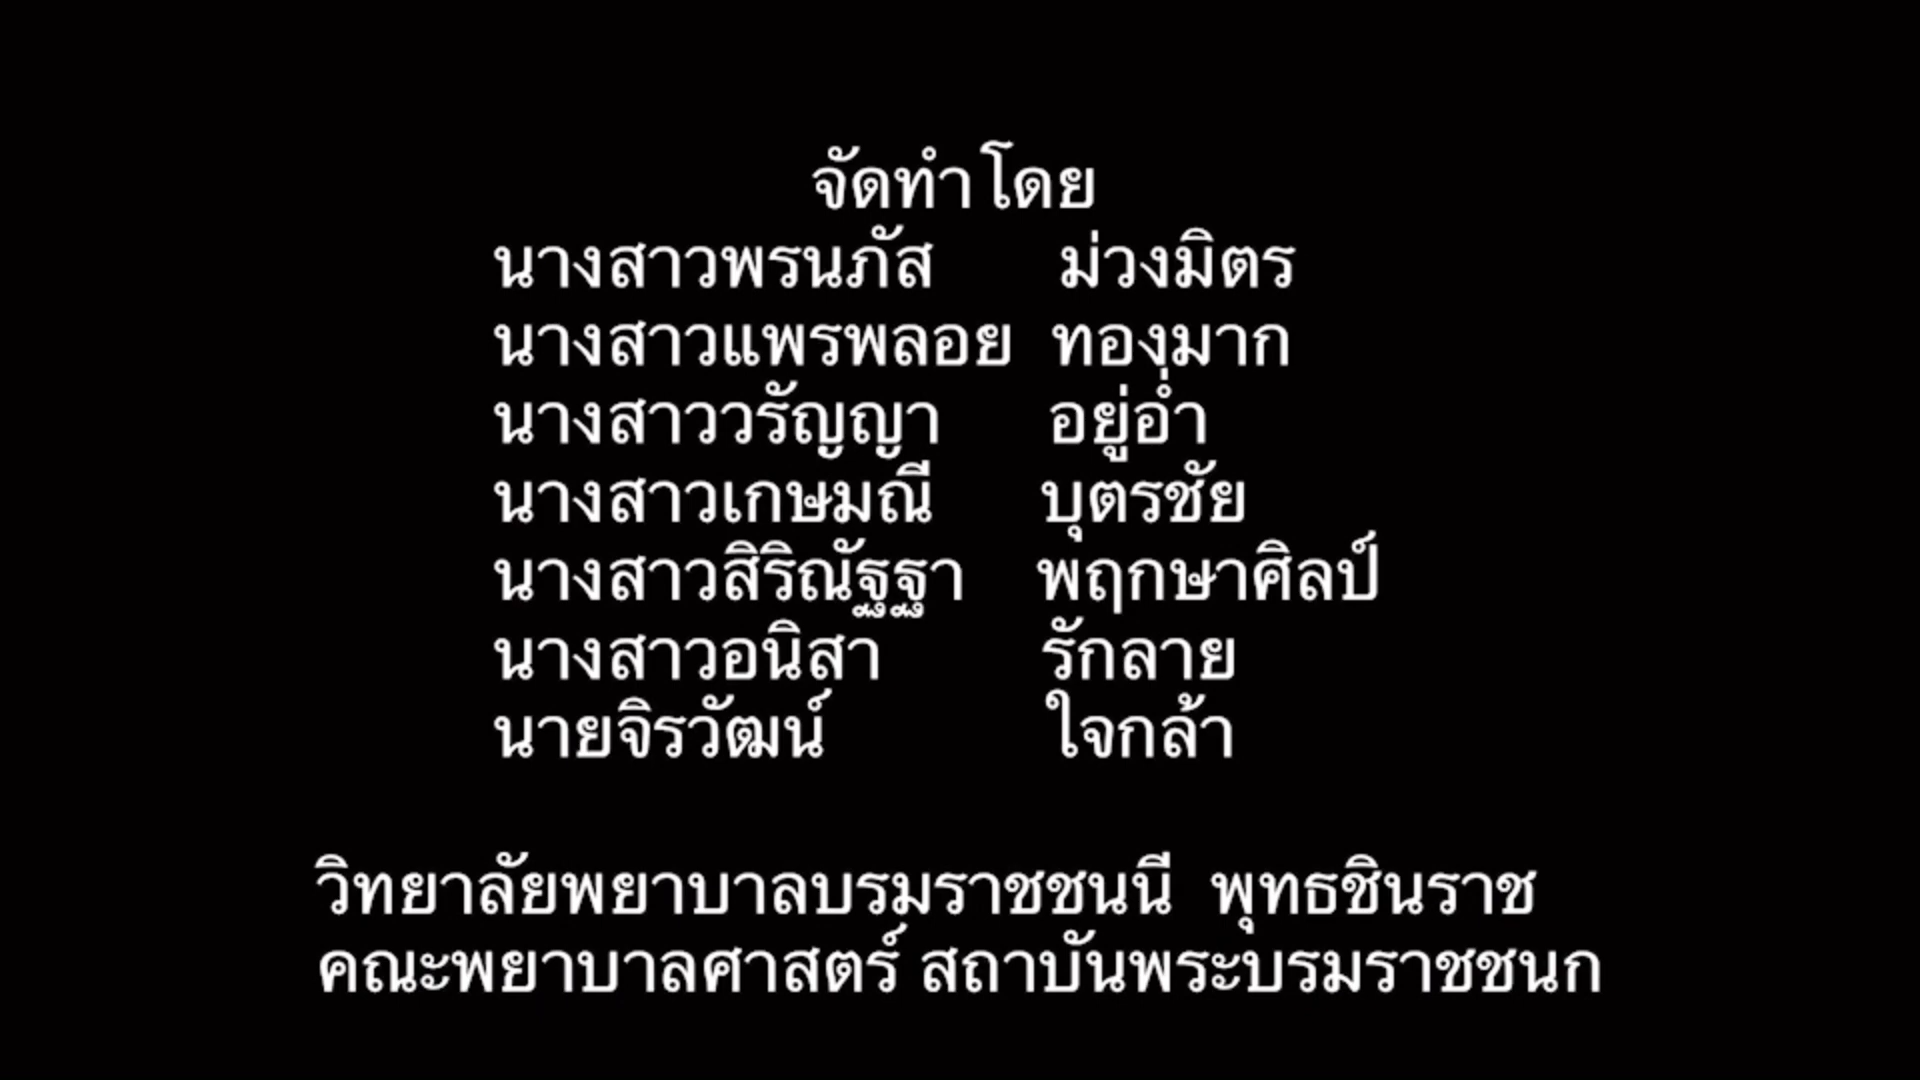 จัดทำโดย
นางสาวพรนภัส ม่วงมิตร
นางสาวแพรพลอย ทองมาก
นางสาววรัญญา อยู่อ่ำ
นางสาวเกษมณี บุตรชัย
นางสาวสิริณัฐฐา พฤกษาศิลป์
นางสาวอนิสา รักลาย
นายจิรวัฒน์ ใจกล้า
วิทยาลัยพยาบาลบรมราชชนนี พุทธชินราช
คณะพยาบาลศาสตร์ สถาบันพระบรมราชชนก